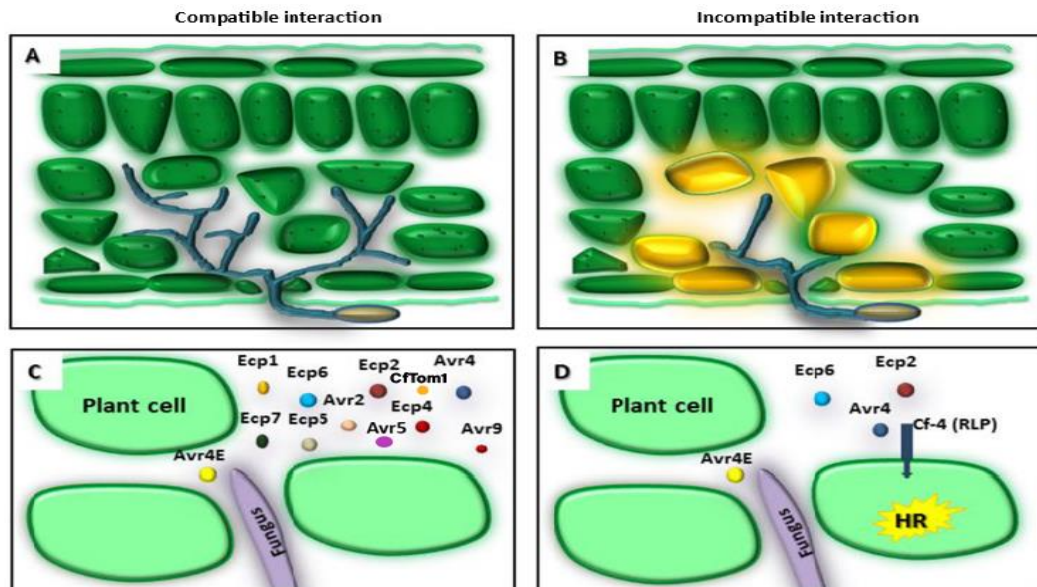 Compatible interaction
Incompatible interaction
A
B
C
Ecp1
Ecp6
Ecp2
CfTom1
Avr4
Plant cell
Avr2
Ecp4
Ecp7
Ecp5
Avr5
Avr9
Avr4E
Fungus
D
Ecp6
Ecp2
Plant cell
Avr4
Cf-4 (RLP)
Avr4E
HR
Fungus